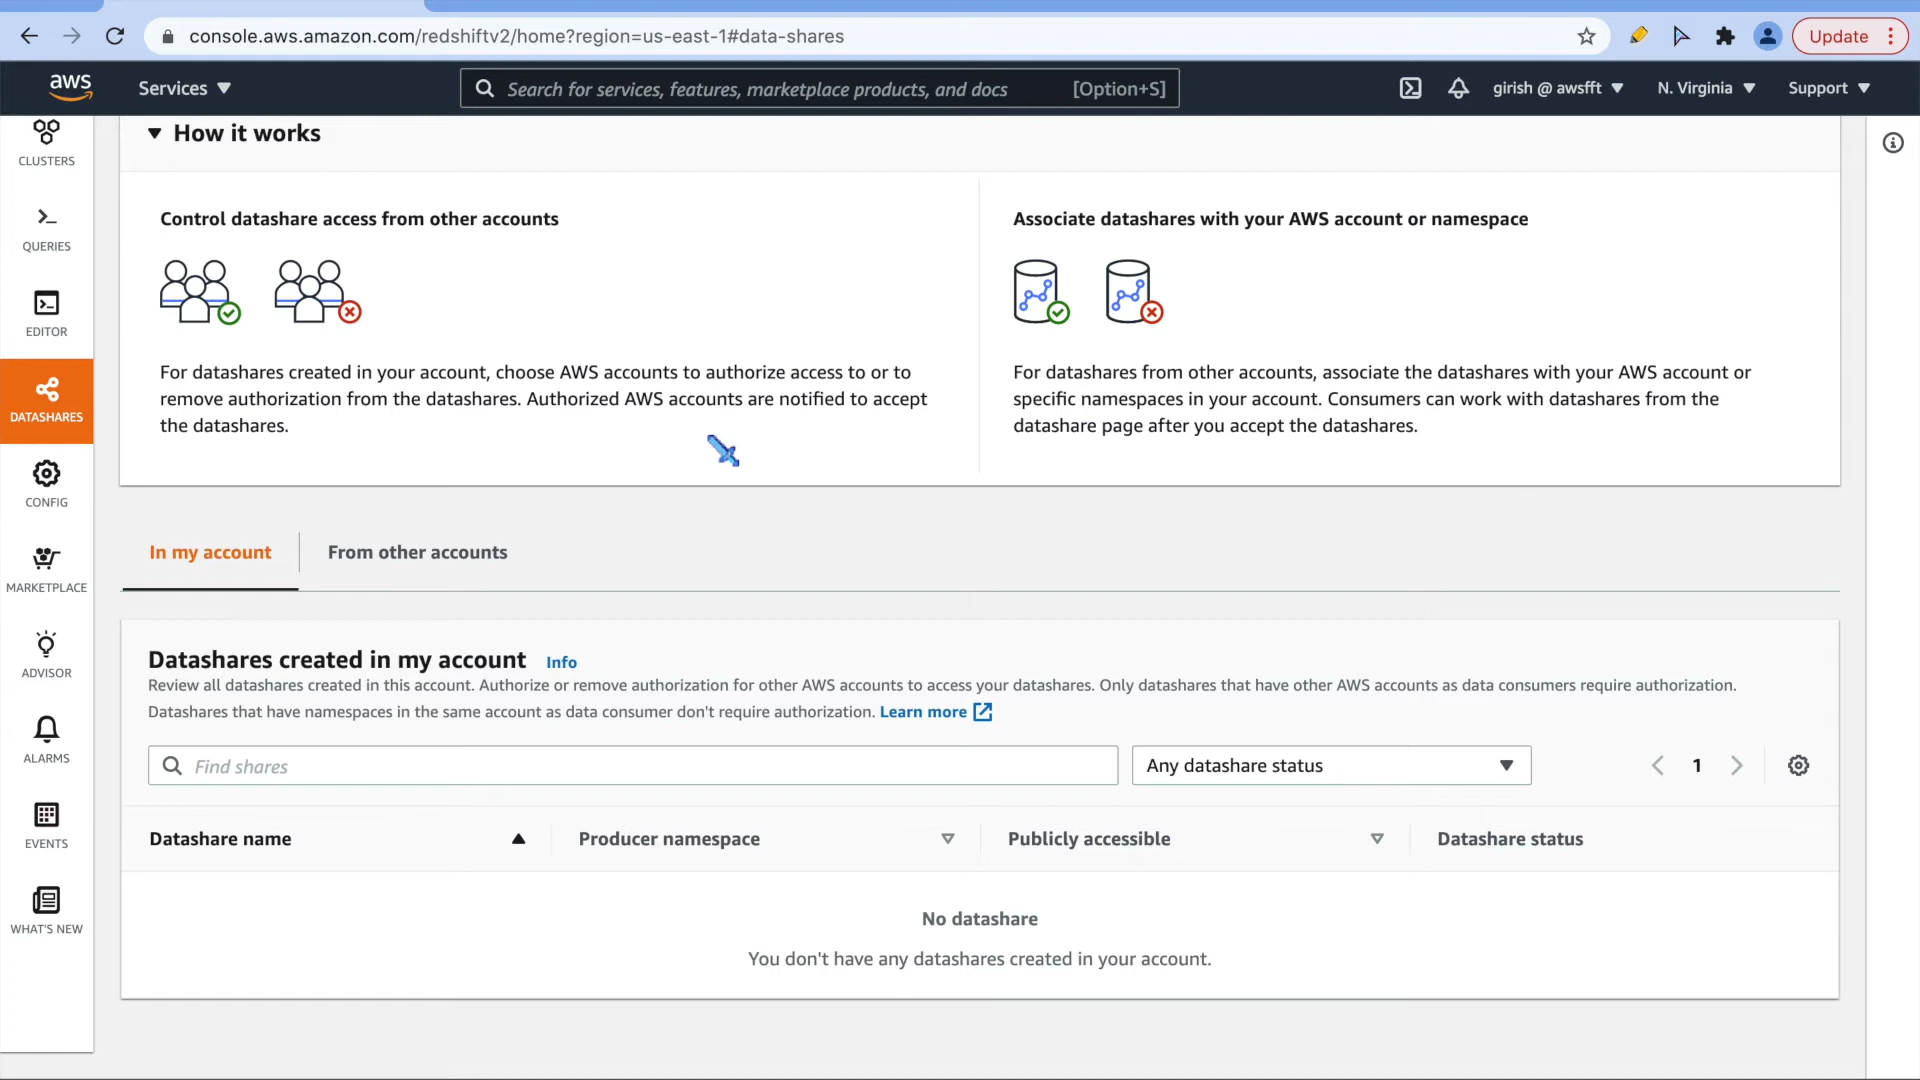 console.aws.amazon.com/redshiftv2/home?region=us-east-1#data-shares
Update
aws
Services
Search for services, features, marketplace products, and docs
[Option+S]
girish @ awsfft
N. Virginia
Support
CLUSTERS
QUERIES
EDITOR
DATASHARES
CONFIG
MARKETPLACE
ADVISOR
ALARMS
EVENTS
WHAT'S NEW
How it works
Control datashare access from other accounts
For datashares created in your account, choose AWS accounts to authorize access to or to
remove authorization from the datashares. Authorized AWS accounts are notified to accept
the datashares.
Associate datashares with your AWS account or namespace
For datashares from other accounts, associate the datashares with your AWS account or
specific namespaces in your account. Consumers can work with datashares from the
datashare page after you accept the datashares.
In my account
From other accounts
Datashares created in my account
Info
Review all datashares created in this account. Authorize or remove authorization for other AWS accounts to access your datashares. Only datashares that have other AWS accounts as data consumers require authorization.
Datashares that have namespaces in the same account as data consumer don't require authorization. Learn more
Find shares
Any datashare status
1
Datashare name
Producer namespace
Publicly accessible
Datashare status
No datashare
You don't have any datashares created in your account.